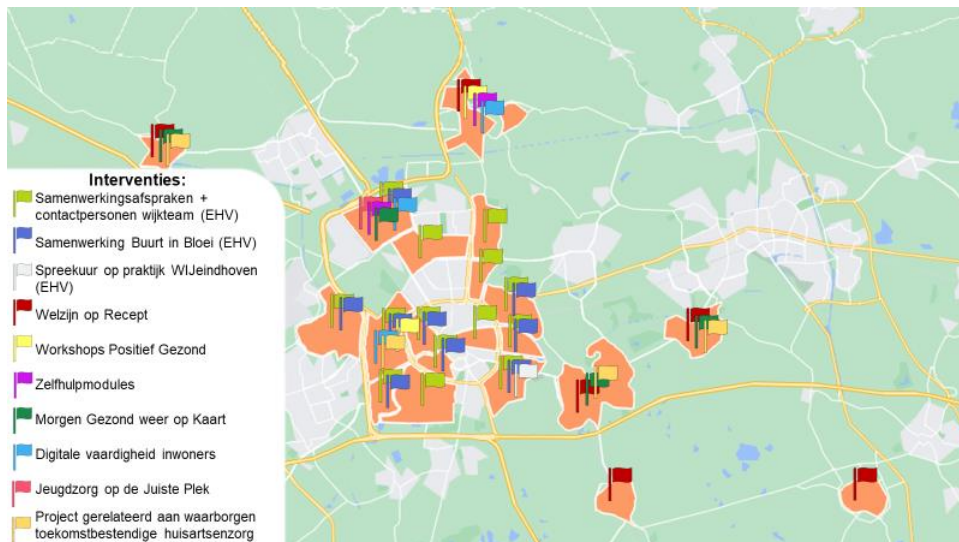 Interventies:
Samenwerkingsafspraken +
contactpersonen wijkteam (EHV)
Samenwerking Buurt in Bloei (EHV)
Spreekuur op praktijk WIJeindhoven
(EHV)
Welzijn op Recept
Workshops Positief Gezond
Zelfhulpmodules
Morgen Gezond weer op Kaart
Digitale vaardigheid inwoners
Jeugdzorg op de Juiste Plek
Project gerelateerd aan waarborgen
toekomstbestendige huisartsenzorg